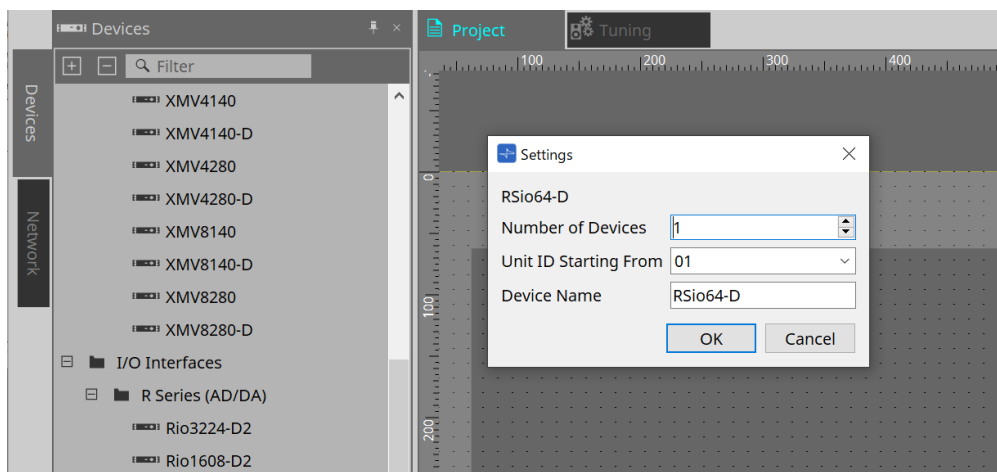 Devices
Filter
XMV4140
XMV4140-D
XMV4280
XMV4280-D
XMV8140
XMV8140-D
XMV8280
XMV8280-D
I/O Interfaces
R Series (AD/DA)
Rio3224-D2
Rio1608-D2
Devices
Network
Project
Tuning
100
200
300
400
0
100
200
Settings
RSio64-D
Number of Devices 1
Unit ID Starting From 01
Device Name RSio64-D
OK Cancel